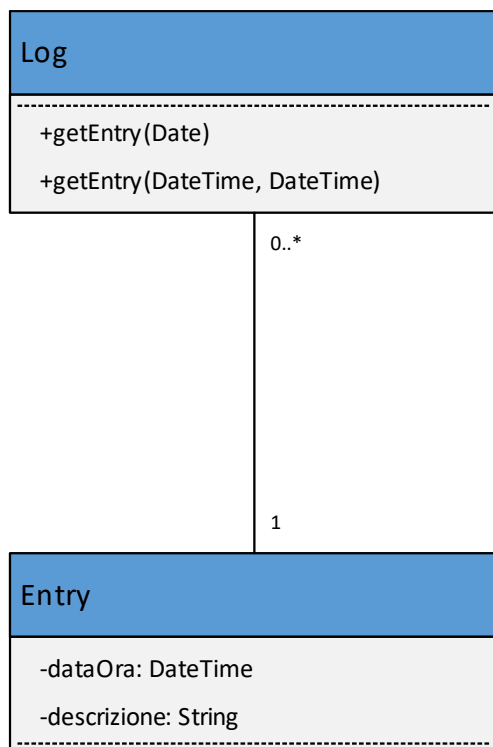 Log
+getEntry(Date)
+getEntry(DateTime, DateTime)
0..*
1
Entry
-dataOra: DateTime
-descrizione: String